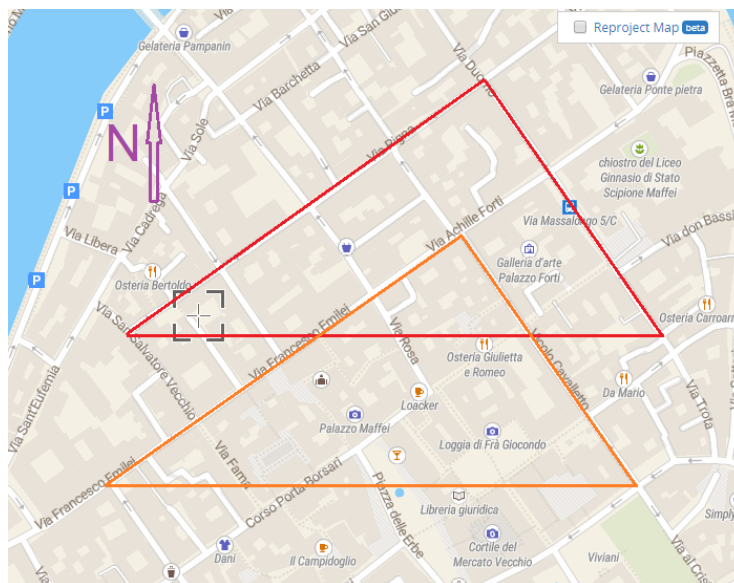 Reproject Map beta
Gelateria Pampanin
Via San Giu
Via Duomo
Piazzetta Bra M
Via Barchetta
Gelateria Ponte pietra
P
N
Via Sole
Via Pigna
chiostro del Liceo
Ginnasio di Stato
Scipione Maffei
P
Via Cadrega
Via Achille Forti
Via Massalongo 5/C
Via don Bassi
Via Libera
Galleria d'arte
Palazzo Forti
P
Osteria Bertoldo
Via San Salvatore Vecchio
Via Francesco Emilei
Via Rosa
Vicolo Cavalletto
Osteria Carroarm
Osteria Giulietta
e Romeo
Via Sant'Eufemia
Da Mario
Loacker
Via Trota
Palazzo Maffei
Loggia di Frà Giocondo
Via Fama
Corso Porta Borsari
Via Francesco Emilei
Piazza delle Erbe
Libreria giuridica
Simply
Dani
Il Campidoglio
Cortile del
Mercato Vecchio
Viviani
Via al Cris